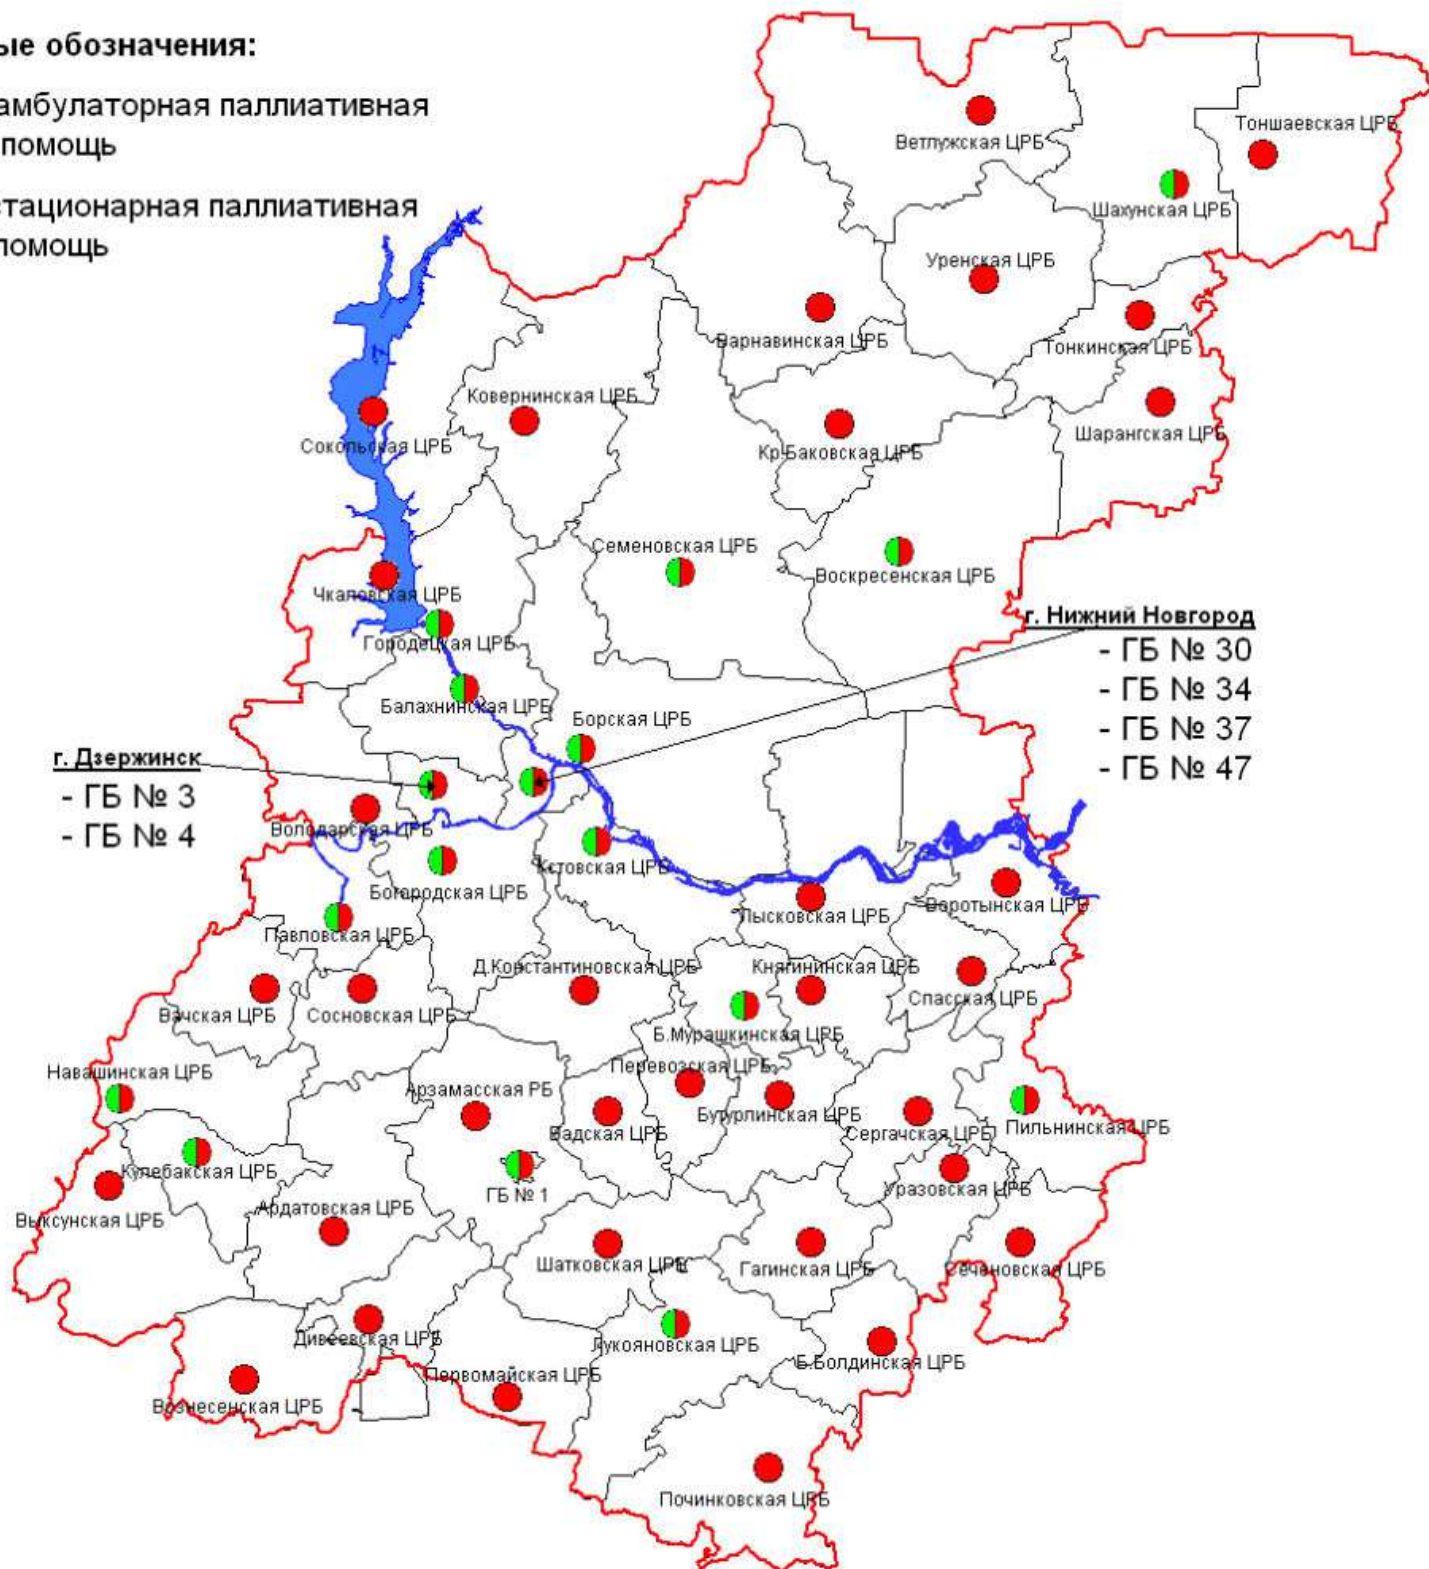 ые обозначения:
амбулаторная паллиативная
помощь
стационарная паллиативная
помощь
Ветлужская ЦРБ
Тоншаевская ЦРБ
Шахунская ЦРБ
Уренская ЦРБ
Варнавинская ЦРБ
Тонкинская ЦРБ
Ковернинская ЦРБ
Сокольская ЦРБ
Кр.Баковская ЦРБ
Шарангская ЦРБ
Семеновская ЦРБ
Воскресенская ЦРБ
Чкаловская ЦРБ
Городецкая ЦРБ
г. Нижний Новгород
- ГБ № 30
- ГБ № 34
- ГБ № 37
- ГБ № 47
Балахнинская ЦРБ
Борская ЦРБ
г. Дзержинск
- ГБ № 3
- ГБ № 4
Володарская ЦРБ
Богородская ЦРБ
Кстовская ЦРБ
Павловская ЦРБ
Лысковская ЦРБ
Воротынская ЦРБ
Д.Константиновская ЦРБ
Княгининская ЦРБ
Спасская ЦРБ
Вачская ЦРБ
Сосновская ЦРБ
Б.Мурашкинская ЦРБ
Навашинская ЦРБ
Перевозская ЦРБ
Арзамасская РБ
Вадская ЦРБ
Бутурлинская ЦРБ
Сергачская ЦРБ
Пильнинская ЦРБ
Кулебакская ЦРБ
ГБ № 1
Уразовская ЦРБ
Выксунская ЦРБ
Ардатовская ЦРБ
Шатковская ЦРБ
Гагинская ЦРБ
Сеченовская ЦРБ
Дивеевская ЦРБ
Лукояновская ЦРБ
Б.Болдинская ЦРБ
Первомайская ЦРБ
Вознесенская ЦРБ
Починковская ЦРБ